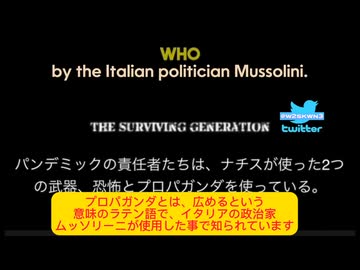 WHO
by the Italian politician Mussolini.
@W2SKWN3
twitter
THE SURVIVING GENERATION
パンデミックの責任者たちは、ナチスが使った2つ
の武器、恐怖とプロパガンダを使っている。
プロパガンダとは、広めるという
意味のラテン語で、イタリアの政治家
ムッソリーニが使用した事で知られています